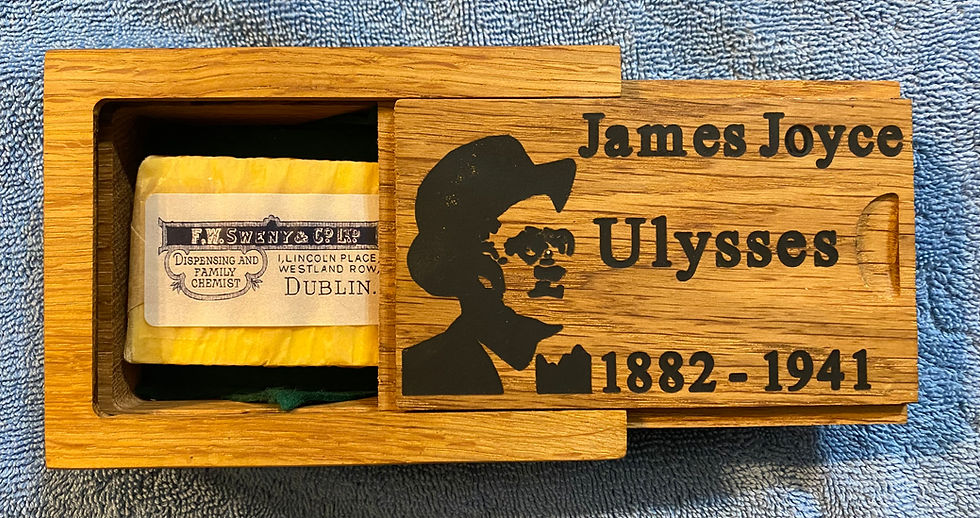 F.W. SWENY & Co LTD
DISPENSING AND
FAMILY
CHEMIST
1, LINCOLN PLACE,
WESTLAND ROW,
DUBLIN.
James Joyce
Ulysses
1882 - 1941